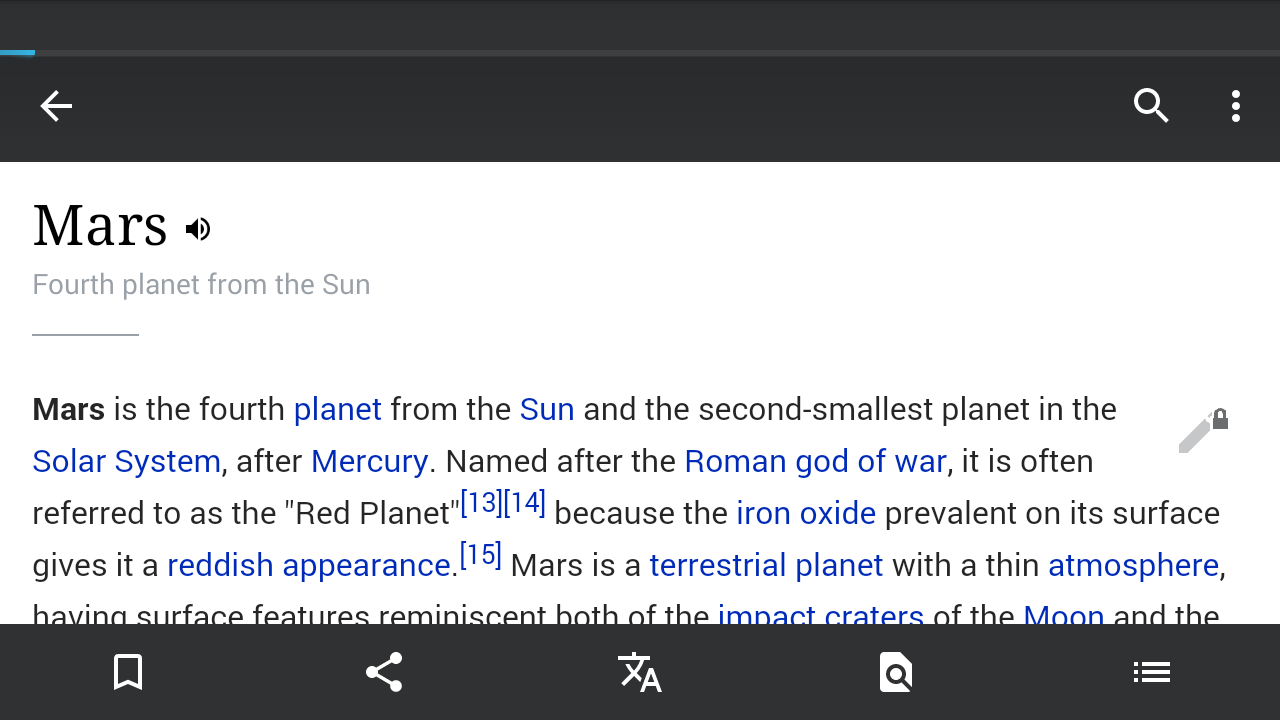 Mars
Fourth planet from the Sun
Mars is the fourth planet from the Sun and the second-smallest planet in the
Solar System, after Mercury. Named after the Roman god of war, it is often
referred to as the "Red Planet"[13][14] because the iron oxide prevalent on its surface
gives it a reddish appearance.[15] Mars is a terrestrial planet with a thin atmosphere,
having surface features reminiscent both of the impact craters of the Moon and the